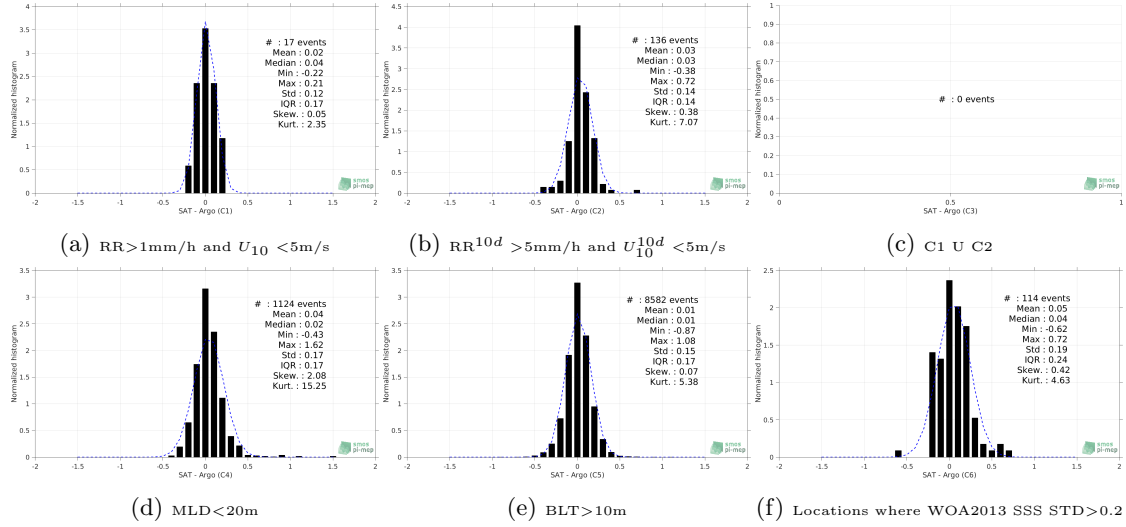 # : 17 events
Mean : 0.02
Median : 0.04
Min : -0.22
Max : 0.21
Std : 0.12
IQR : 0.17
Skew. : 0.05
Kurt. : 2.35
Normalized histogram
0
0.5
1
1.5
2
2.5
3
3.5
4
-2
-1.5
-1
-0.5
0
0.5
1
1.5
2
SAT - Argo (C1)
smos
pi-mep
(a) RR>1mm/h and U10 <5m/s
# : 136 events
Mean : 0.03
Median : 0.03
Min : -0.38
Max : 0.72
Std : 0.14
IQR : 0.14
Skew. : 0.38
Kurt. : 7.07
Normalized histogram
0
0.5
1
1.5
2
2.5
3
3.5
4
4.5
-2
-1.5
-1
-0.5
0
0.5
1
1.5
2
SAT - Argo (C2)
smos
pi-mep
(b) RR10d >5mm/h and U10 10d <5m/s
# : 0 events
Normalized histogram
0
0.1
0.2
0.3
0.4
0.5
0.6
0.7
0.8
0.9
1
0
0.5
1
SAT - Argo (C3)
smos
pi-mep
(c) C1 U C2
# : 1124 events
Mean : 0.04
Median : 0.02
Min : -0.43
Max : 1.62
Std : 0.17
IQR : 0.17
Skew. : 2.08
Kurt. : 15.25
Normalized histogram
0
0.5
1
1.5
2
2.5
3
3.5
-2
-1.5
-1
-0.5
0
0.5
1
1.5
2
SAT - Argo (C4)
smos
pi-mep
(d) MLD<20m
# : 8582 events
Mean : 0.01
Median : 0.01
Min : -0.87
Max : 1.08
Std : 0.15
IQR : 0.17
Skew. : 0.07
Kurt. : 5.38
Normalized histogram
0
0.5
1
1.5
2
2.5
3
3.5
-2
-1.5
-1
-0.5
0
0.5
1
1.5
2
SAT - Argo (C5)
smos
pi-mep
(e) BLT>10m
# : 114 events
Mean : 0.05
Median : 0.04
Min : -0.62
Max : 0.72
Std : 0.19
IQR : 0.24
Skew. : 0.42
Kurt. : 4.63
Normalized histogram
0
0.5
1
1.5
2
2.5
-2
-1.5
-1
-0.5
0
0.5
1
1.5
2
SAT - Argo (C6)
smos
pi-mep
(f) Locations where WOA2013 SSS STD>0.2